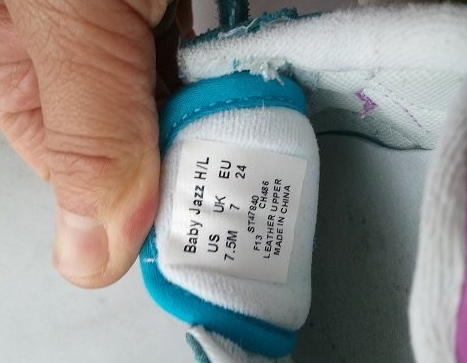 Baby Jazz H/L
US UK EU
7.5M 7 24
ST47840
F13 CH486
LEATHER UPPER
MADE IN CHINA